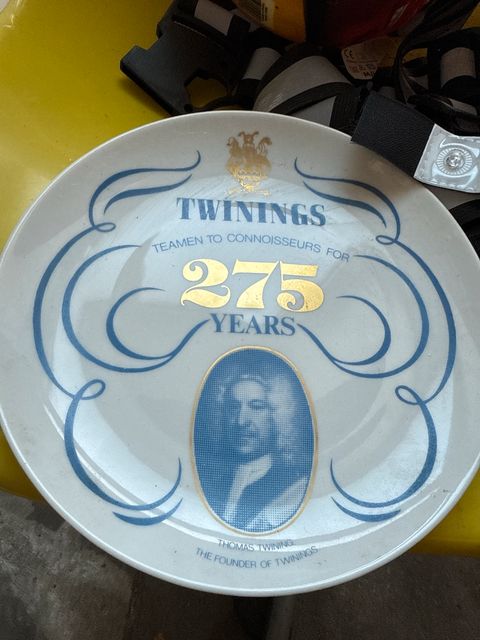 TWININGS
TEAMEN TO CONNOISSEURS FOR
275
YEARS
THOMAS TWINING.
THE FOUNDER OF TWININGS.